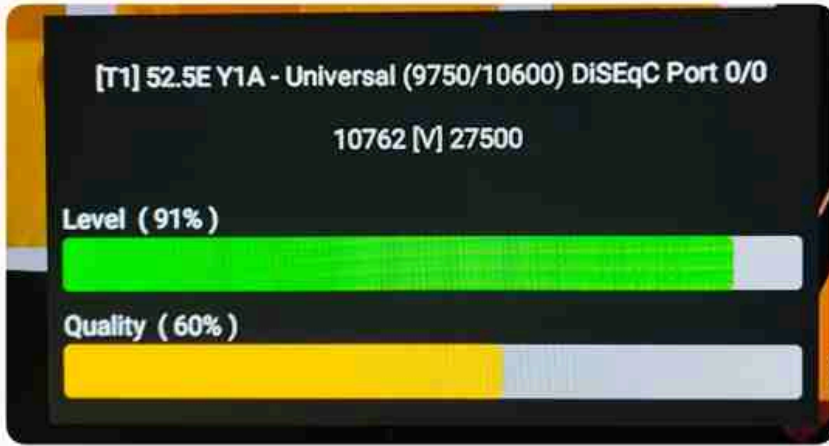 [T1] 52.5E Y1A - Universal (9750/10600) DiSEqC Port 0/0
10762 [V] 27500
Level ( 91% )
Quality ( 60% )